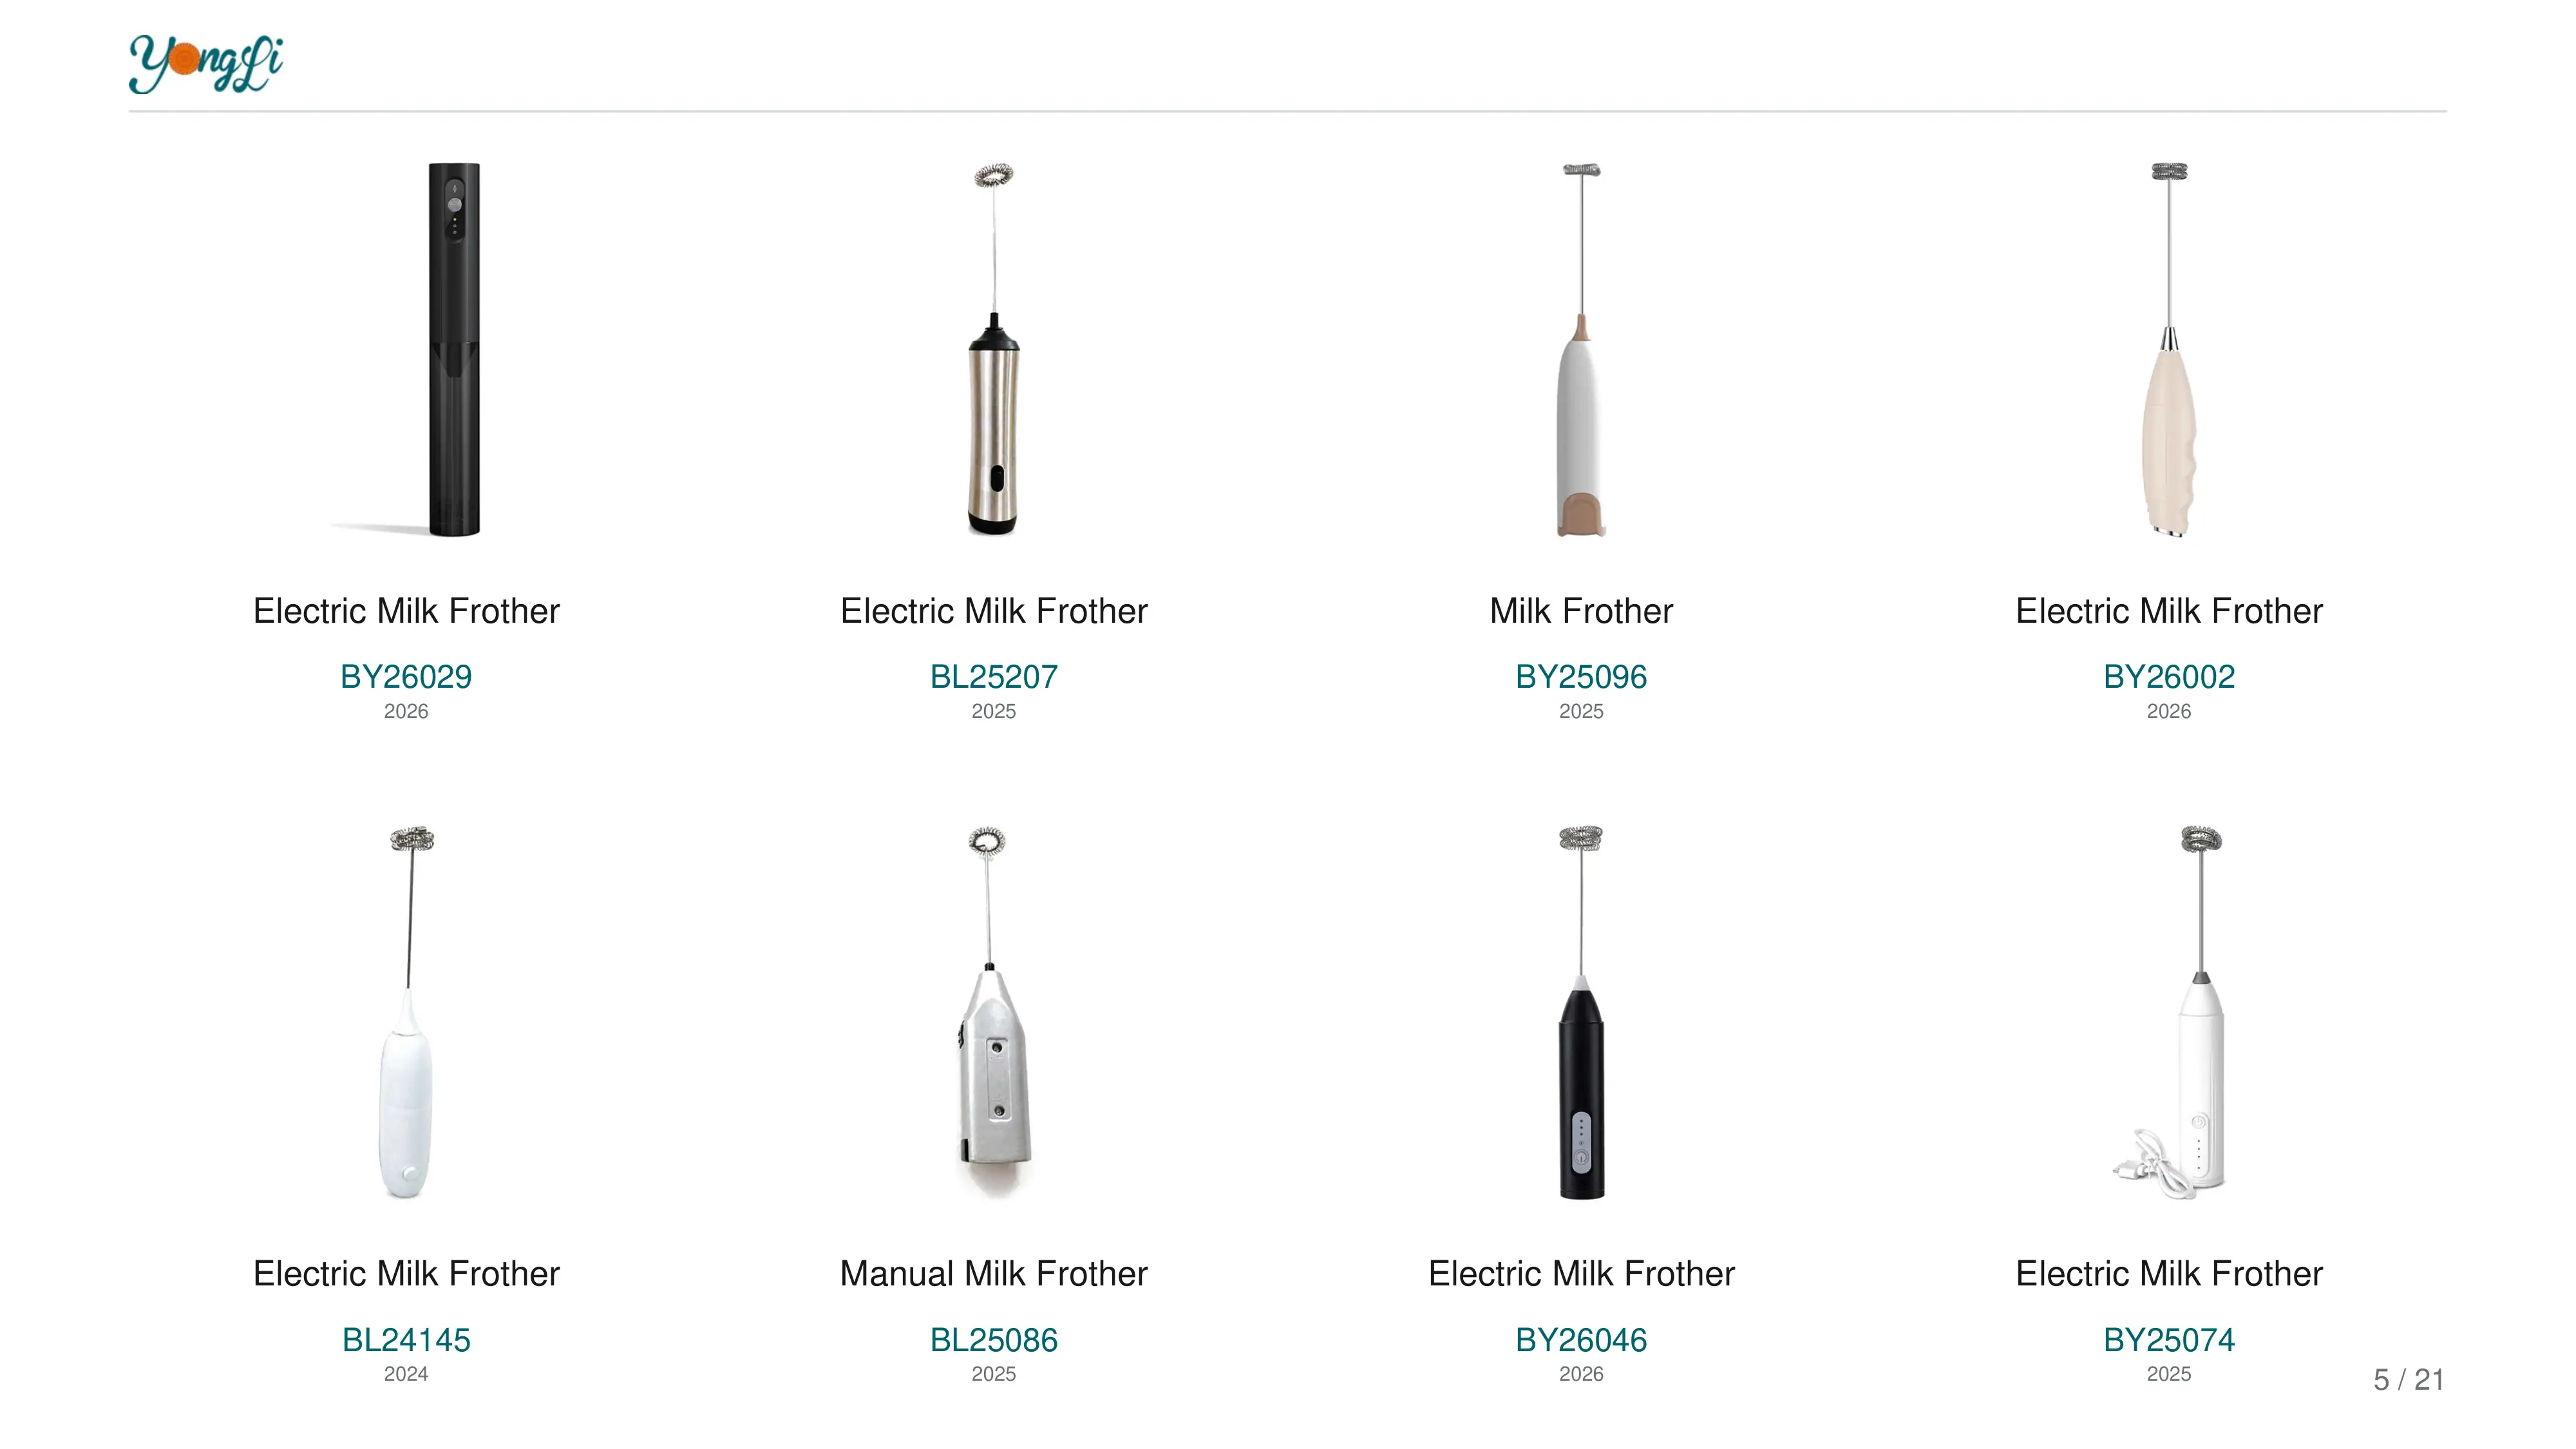 YongLi
Electric Milk Frother
BY26029
2026
Electric Milk Frother
BL25207
2025
Milk Frother
BY25096
2025
Electric Milk Frother
BY26002
2026
Electric Milk Frother
BL24145
2024
Manual Milk Frother
BL25086
2025
Electric Milk Frother
BY26046
2026
Electric Milk Frother
BY25074
2025
5 / 21